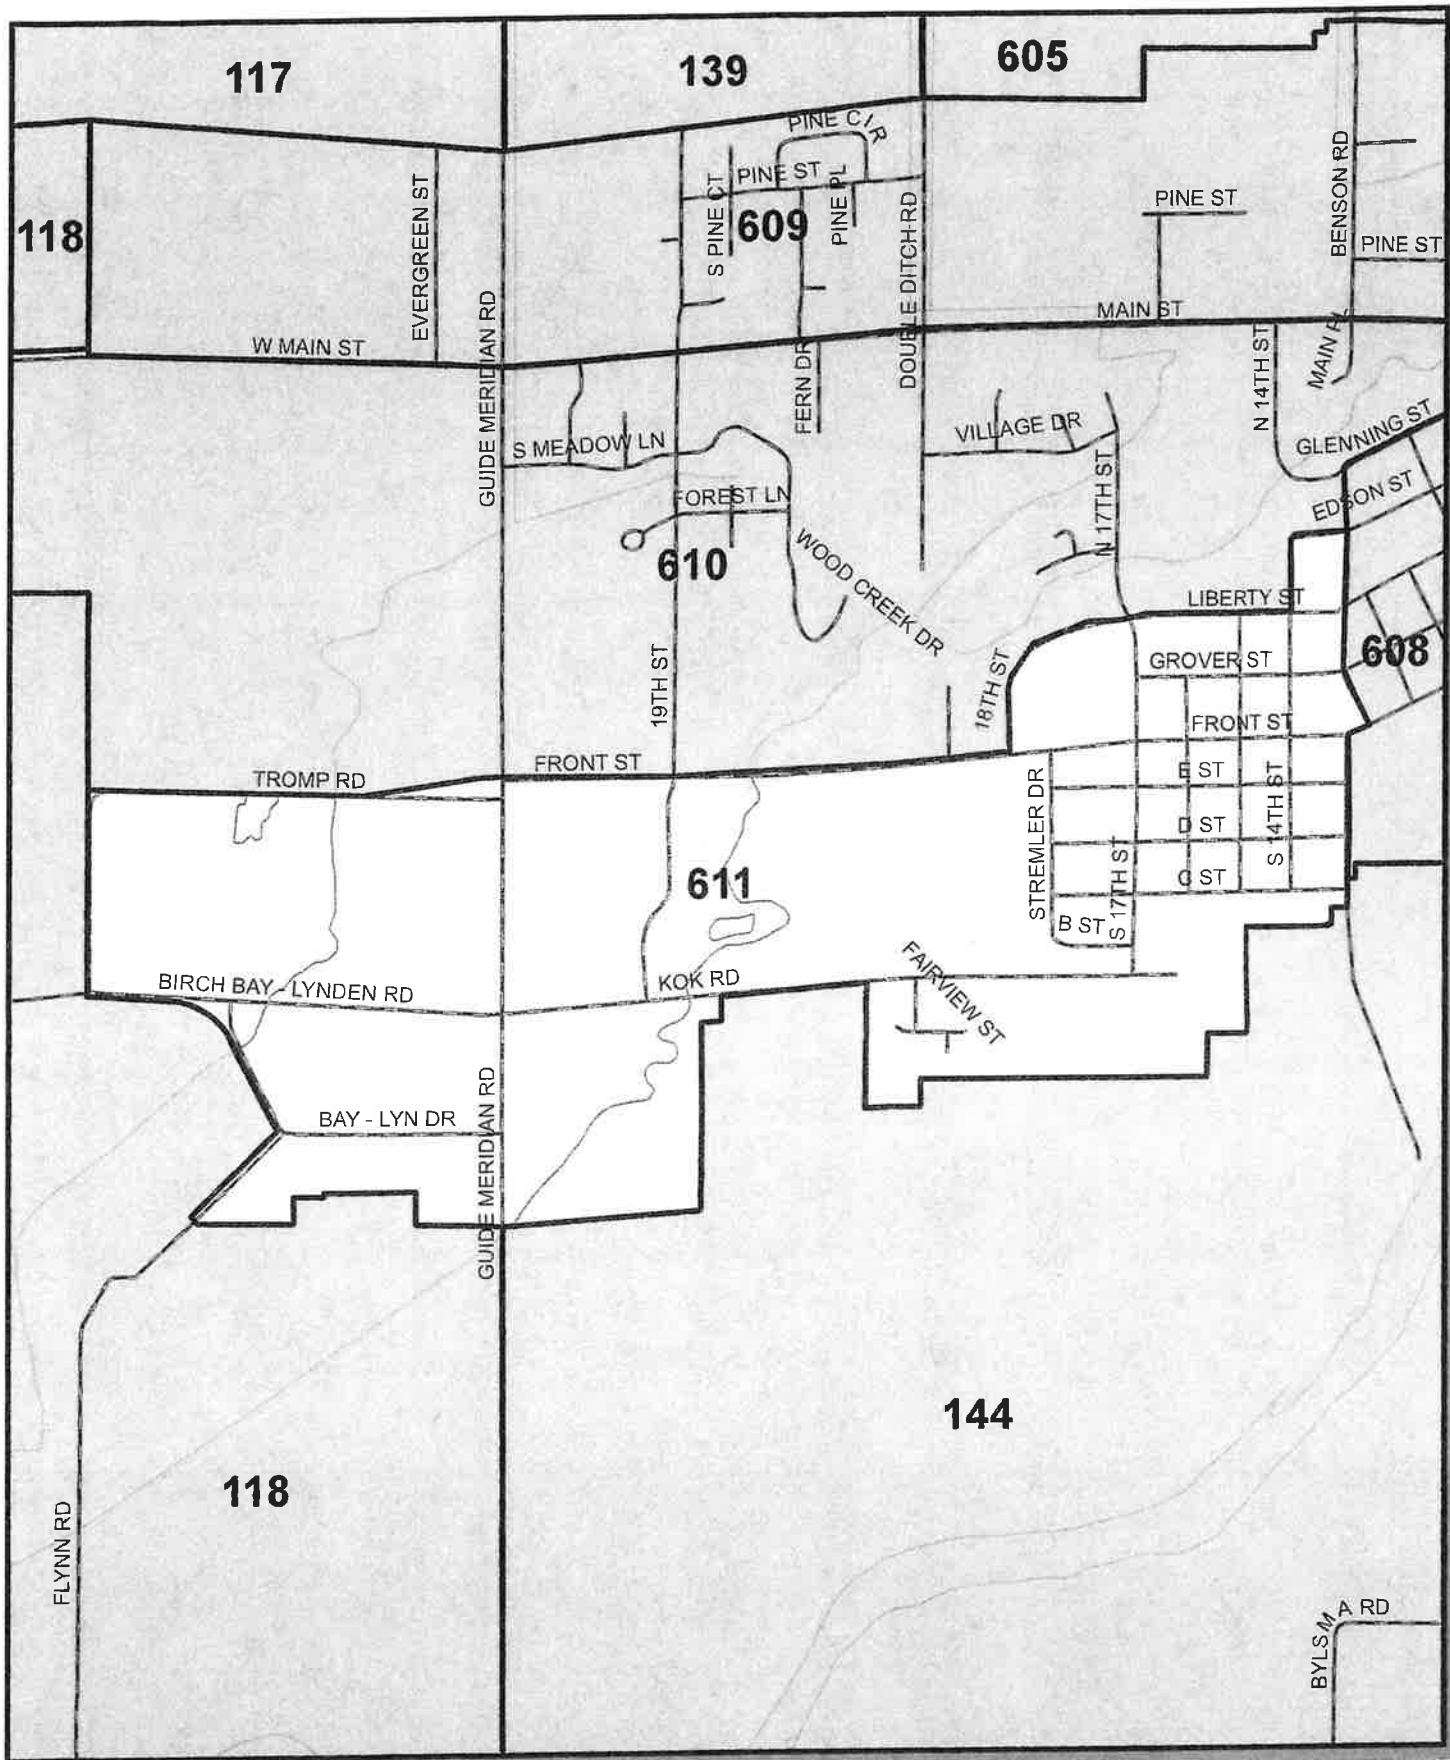 117
139
605
PINE CIR
118
EVERGREEN ST
S PINE CT
PINE ST
609
PINE PL
DOUBLE DITCH RD
PINE ST
BENSON RD
PINE ST
W MAIN ST
GUIDE MERIDIAN RD
MAIN ST
MAIN PL
N 14TH ST
FERN DR
S MEADOW LN
VILLAGE DR
GLENNING ST
FOREST LN
N 17TH ST
EDSON ST
610
WOOD CREEK DR
LIBERTY ST
19TH ST
18TH ST
GROVER ST
608
FRONT ST
TROMP RD
FRONT ST
E ST
STREMLER DR
D ST
S 14TH ST
611
C ST
S 17TH ST
B ST
BIRCH BAY - LYNDEN RD
KOK RD
FAIRVIEW ST
BAY - LYN DR
GUIDE MERIDIAN RD
144
118
FLYNN RD
BYLSMA RD